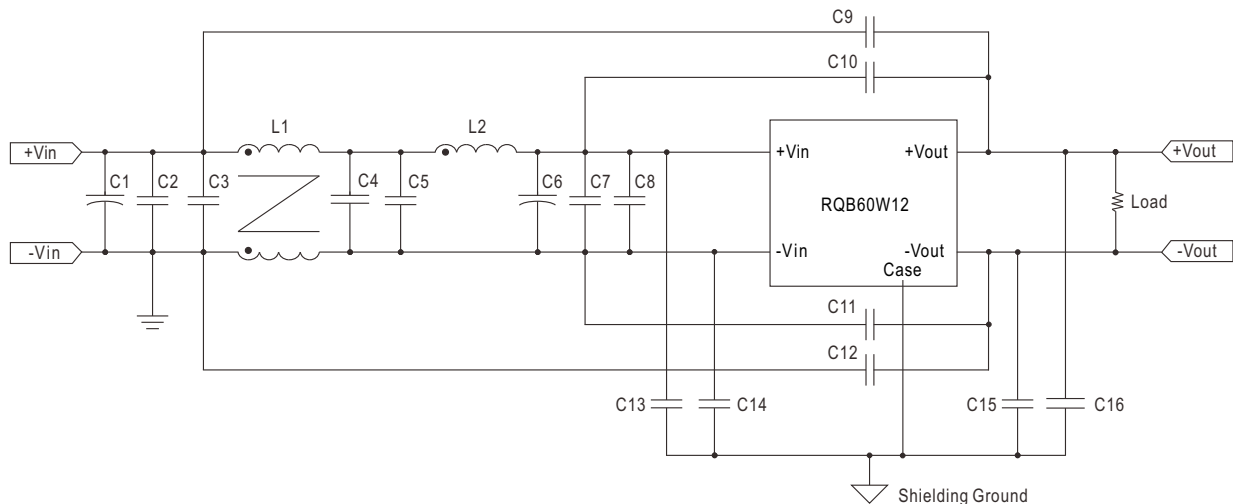 C9
C10
L1
L2
+Vin
+Vin
+Vout
+Vout
C1
C2
C3
C4
C5
C6
C7
C8
RQB60W12
Load
-Vin
-Vin
-Vout
-Vout
Case
C11
C12
C13
C14
C15
C16
Shielding Ground